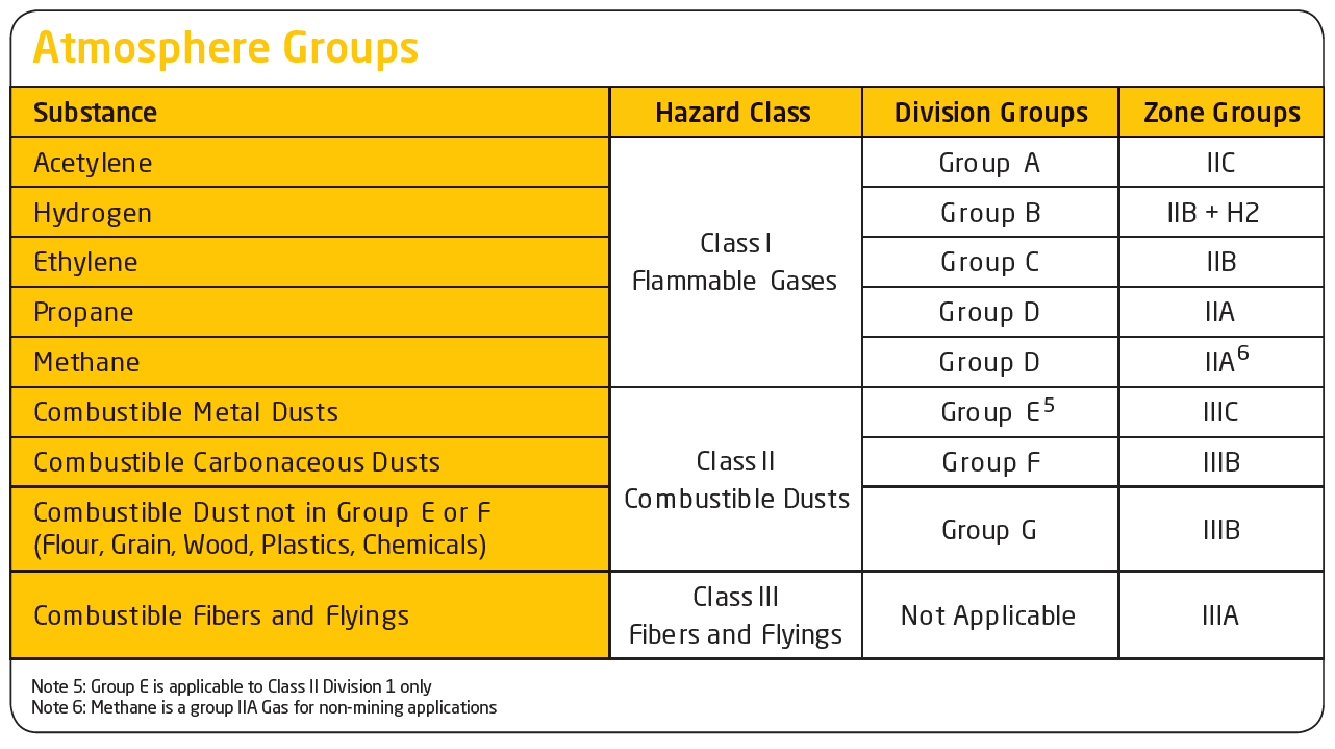 Atmosphere Groups
Substance Hazard Class Division Groups Zone Groups
Acetylene Group A IIC
Hydrogen Group B IIB + H2
Class I
Flammable Gases
Ethylene Group C IIB
Propane Group D IIA
Methane Group D IIA6
Combustible Metal Dusts Group E5 IIIC
Class II
Combustible Dusts
Combustible Carbonaceous Dusts Group F IIIB
Combustible Dust not in Group E or F
(Flour, Grain, Wood, Plastics, Chemicals)
Group G IIIB
Class III
Fibers and Flyings
Combustible Fibers and Flyings Not Applicable IIIA
Note 5: Group E is applicable to Class II Division 1 only
Note 6: Methane is a group IIA Gas for non-mining applications